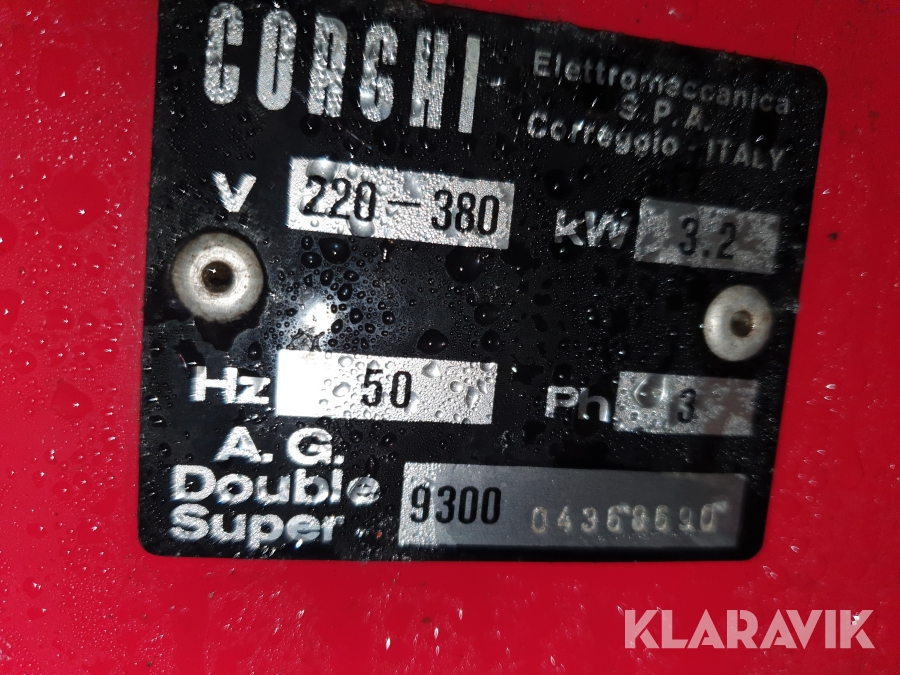 CORGHI
Elettromeccanica
S.P.A.
Correggio - ITALY
V 220-380 kW 3.2
Hz 50 Ph 3
A.G.
Double
Super 9300
KLARAVIK